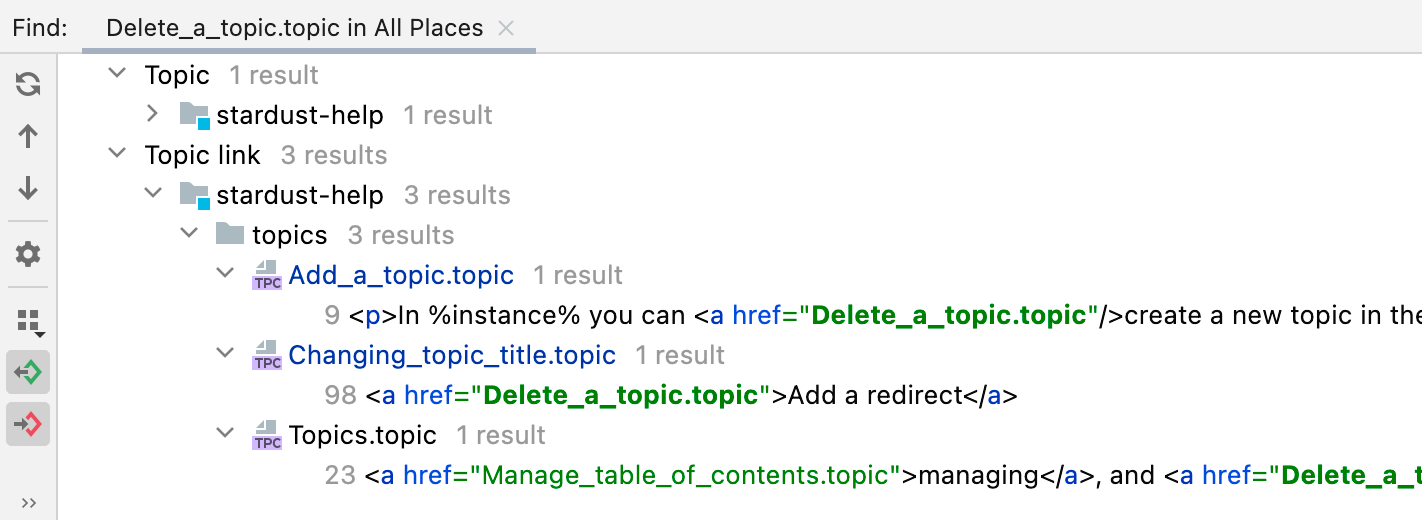 Find: Delete_a_topic.topic in All Places
Topic 1 result
stardust-help 1 result
Topic link 3 results
stardust-help 3 results
topics 3 results
TPC Add_a_topic.topic 1 result
9 <p>In %instance% you can <a href="Delete_a_topic.topic"/>create a new topic in the
TPC Changing_topic_title.topic 1 result
98 <a href="Delete_a_topic.topic">Add a redirect</a>
TPC Topics.topic 1 result
23 <a href="Manage_table_of_contents.topic">managing</a>, and <a href="Delete_a_t